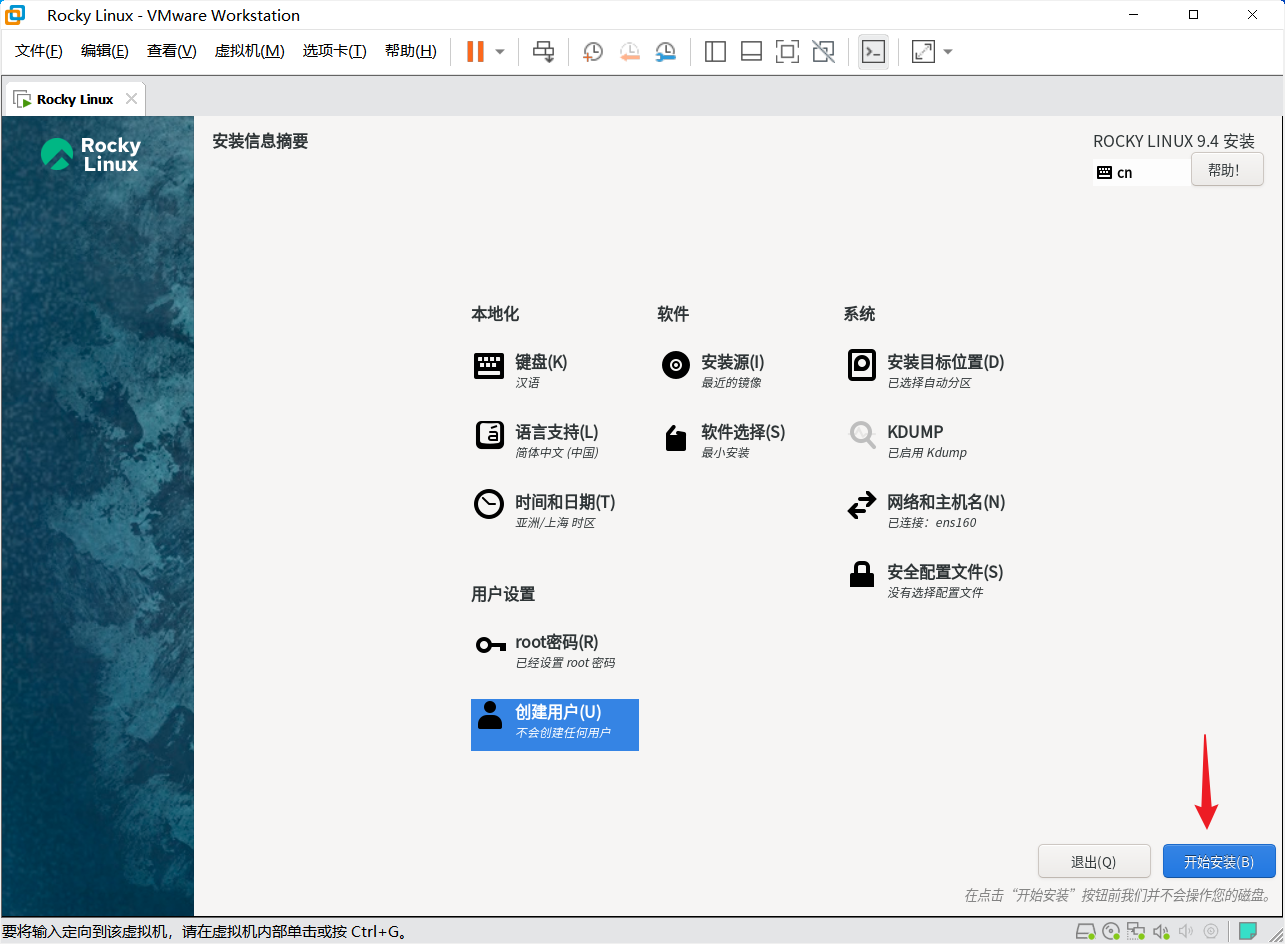 Rocky Linux - VMware Workstation
文件(F) 编辑(E) 查看(V) 虚拟机(M) 选项卡(T) 帮助(H)
Rocky Linux
Rocky
Linux
安装信息摘要
ROCKY LINUX 9.4 安装
cn
帮助!
本地化
键盘(K)
汉语
语言支持(L)
简体中文 (中国)
时间和日期(T)
亚洲/上海 时区
软件
安装源(I)
最近的镜像
软件选择(S)
最小安装
系统
安装目标位置(D)
已选择自动分区
KDUMP
已启用 Kdump
网络和主机名(N)
已连接：ens160
安全配置文件(S)
没有选择配置文件
用户设置
root密码(R)
已经设置 root 密码
创建用户(U)
不会创建任何用户
退出(Q)
开始安装(B)
在点击“开始安装”按钮前我们并不会操作您的磁盘。
要将输入定向到该虚拟机，请在虚拟机内部单击或按 Ctrl+G。